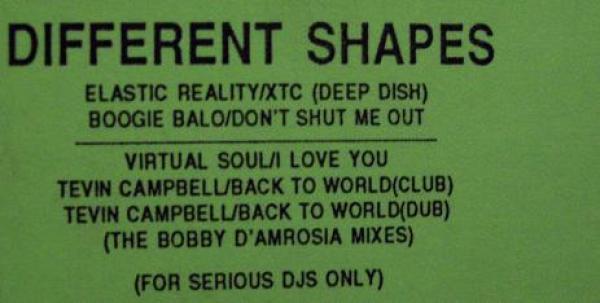 DIFFERENT SHAPES
ELASTIC REALITY/XTC (DEEP DISH)
BOOGIE BALO/DON'T SHUT ME OUT
VIRTUAL SOUL/I LOVE YOU
TEVIN CAMPBELL/BACK TO WORLD(CLUB)
TEVIN CAMPBELL/BACK TO WORLD(DUB)
(THE BOBBY D'AMROSIA MIXES)
(FOR SERIOUS DJS ONLY)